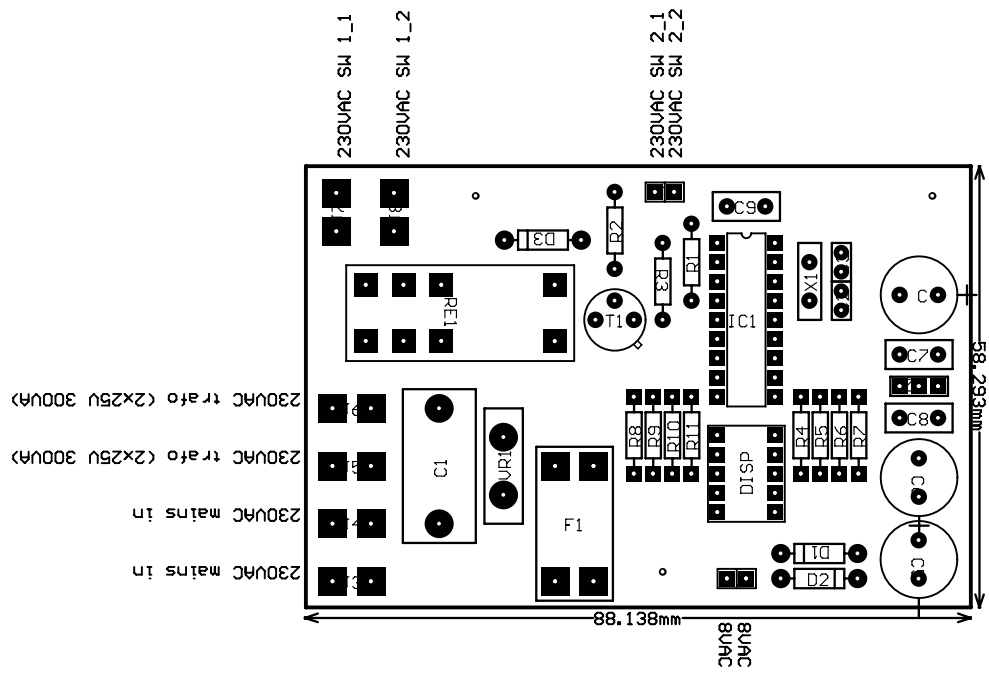 230VAC SW 1_1
230VAC SW 1_2
230VAC SW 2_1
230VAC SW 2_2
C9
D3
R2
R1
R3
X1
RE1
T1
IC1
C7
58.293mm
230VAC trafo (2x25V 300VA)
C8
R8
R9
R10
R11
R4
R5
R6
R7
230VAC trafo (2x25V 300VA)
C1
VR1
DISP
230VAC mains in
F1
D1
230VAC mains in
D2
88.138mm
8VAC
8VAC